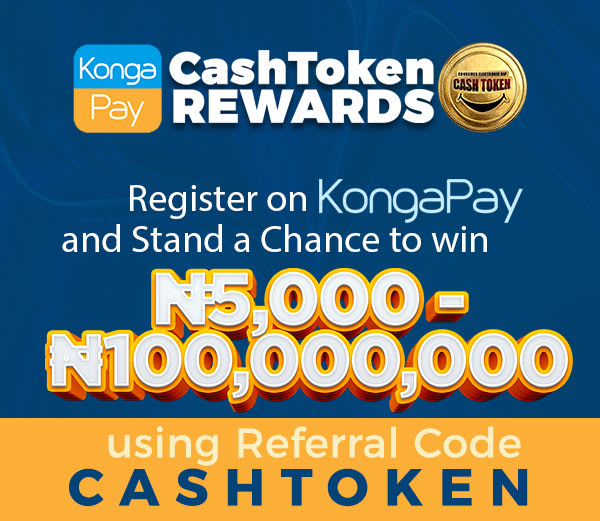 Konga
Pay
CashToken
REWARDS
CASH TOKEN
Register on KongaPay
and Stand a Chance to win
₦5,000 -
₦100,000,000
using Referral Code
CASHTOKEN